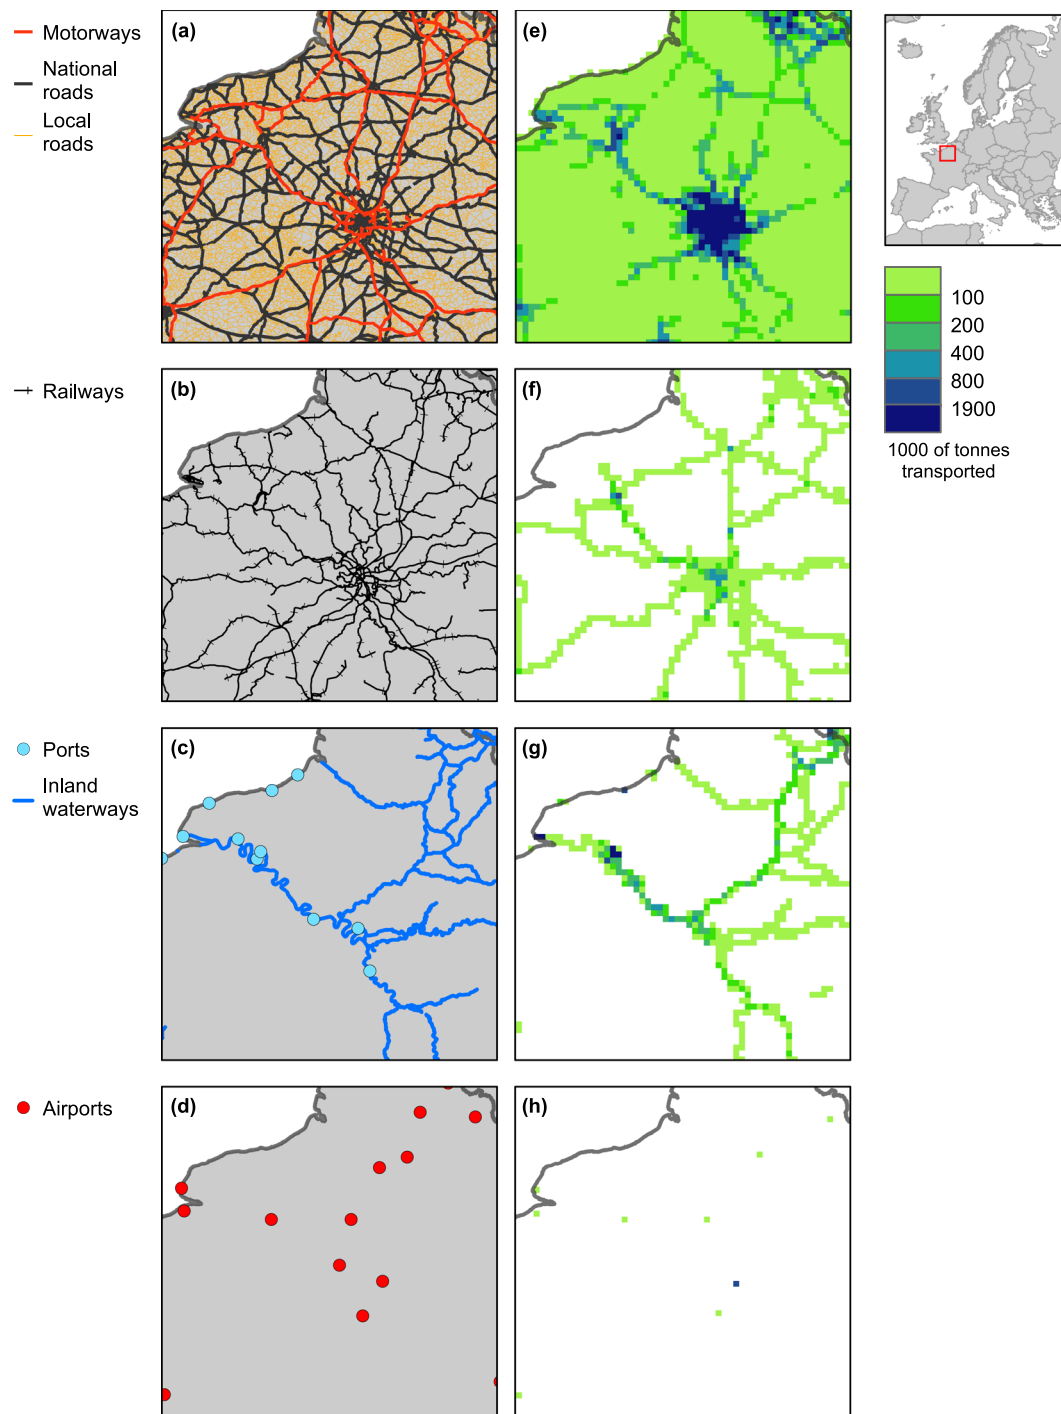 Motorways
National
roads
Local
roads
(a)
(e)
100
200
400
800
1900
1000 of tonnes
transported
Railways
(b)
(f)
Ports
Inland
waterways
(c)
(g)
Airports
(d)
(h)